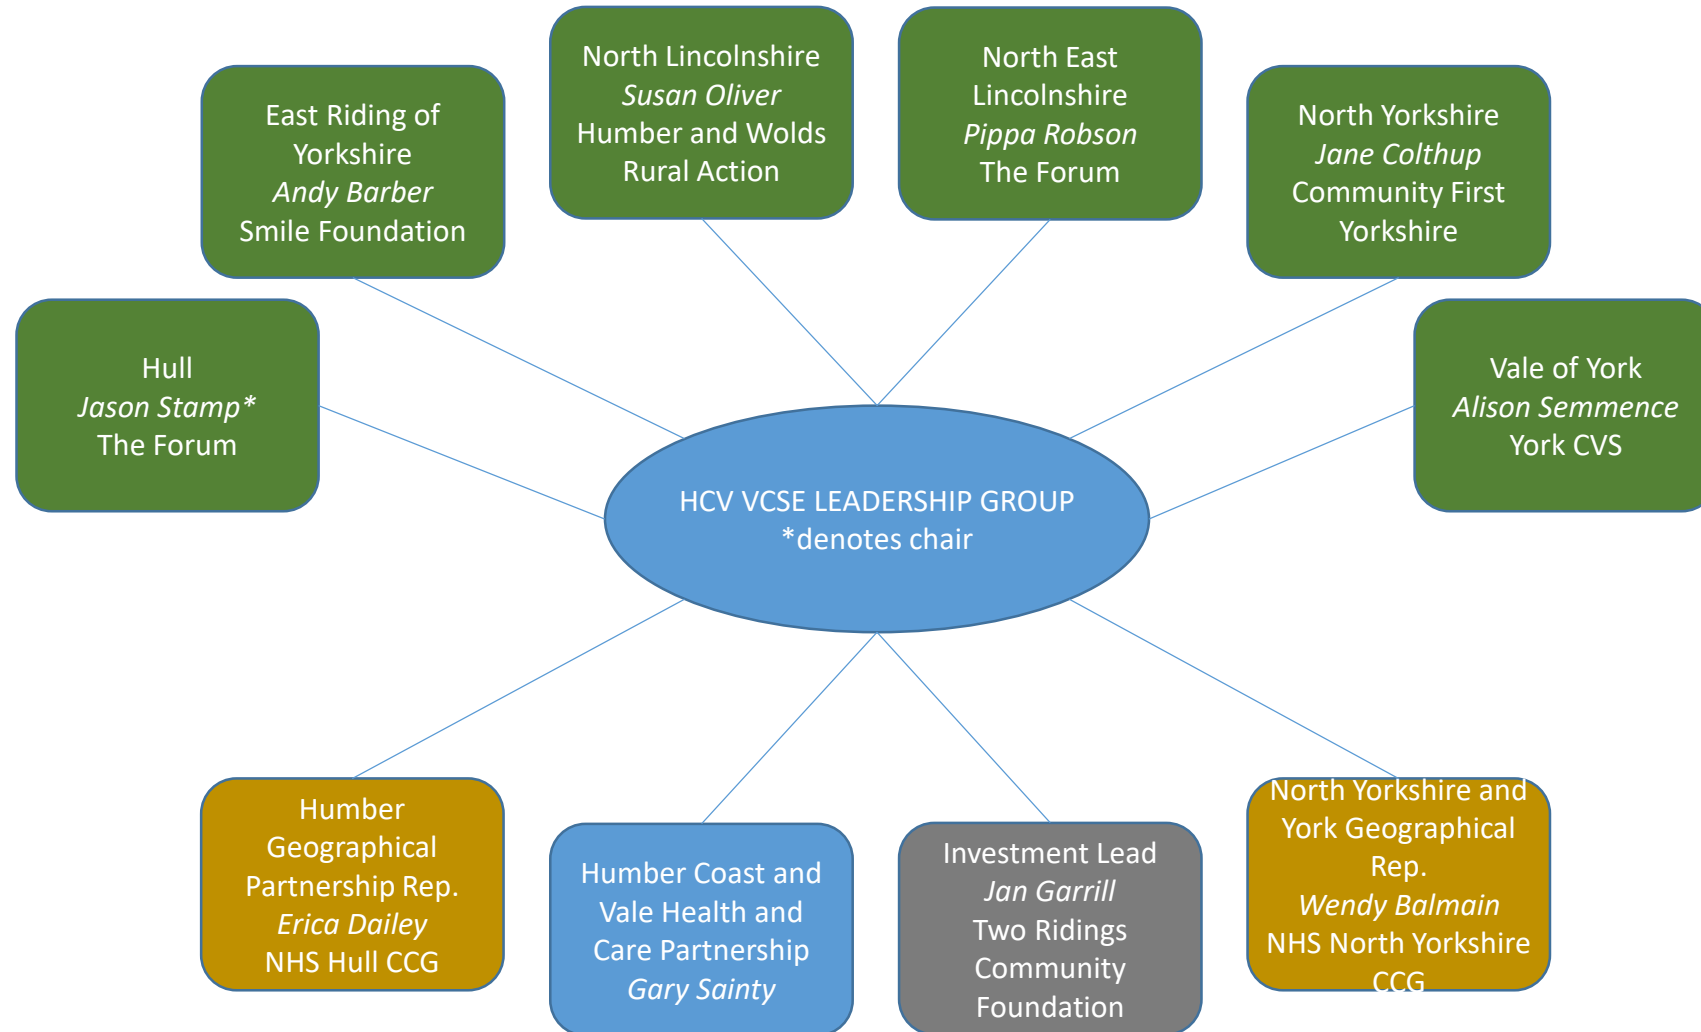 North Lincolnshire
Susan Oliver
Humber and Wolds
Rural Action
North East
Lincolnshire
Pippa Robson
The Forum
East Riding of
Yorkshire
Andy Barber
Smile Foundation
North Yorkshire
Jane Colthup
Community First
Yorkshire
Hull
Jason Stamp*
The Forum
Vale of York
Alison Semmence
York CVS
HCV VCSE LEADERSHIP GROUP
*denotes chair
Humber
Geographical
Partnership Rep.
Erica Dailey
NHS Hull CCG
Humber Coast and
Vale Health and
Care Partnership
Gary Sainty
Investment Lead
Jan Garrill
Two Ridings
Community
Foundation
North Yorkshire and
York Geographical
Rep.
Wendy Balmain
NHS North Yorkshire
CCG